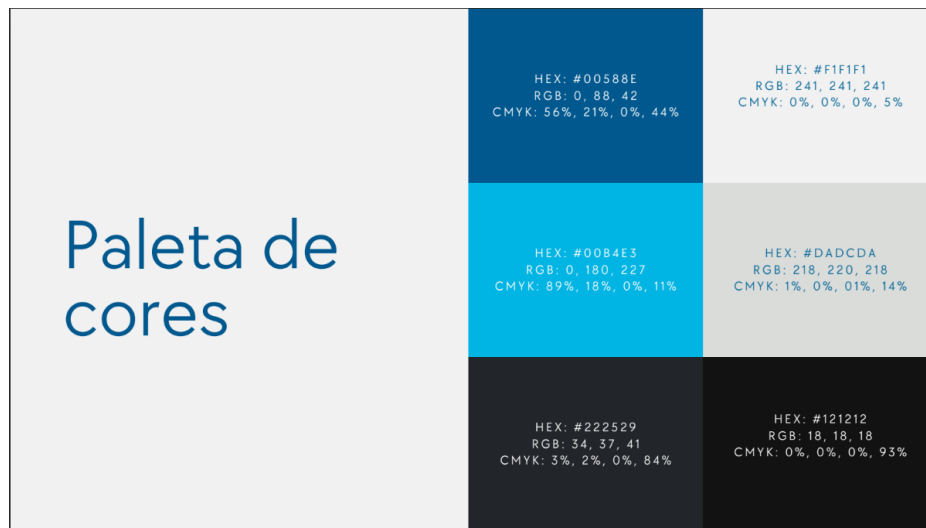 Paleta de
cores
HEX: #00588E
RGB: 0, 88, 42
CMYK: 56%, 21%, 0%, 44%
HEX: #F1F1F1
RGB: 241, 241, 241
CMYK: 0%, 0%, 0%, 5%
HEX: #00B4E3
RGB: 0, 180, 227
CMYK: 89%, 18%, 0%, 11%
HEX: #DADCDA
RGB: 218, 220, 218
CMYK: 1%, 0%, 01%, 14%
HEX: #222529
RGB: 34, 37, 41
CMYK: 3%, 2%, 0%, 84%
HEX: #121212
RGB: 18, 18, 18
CMYK: 0%, 0%, 0%, 93%